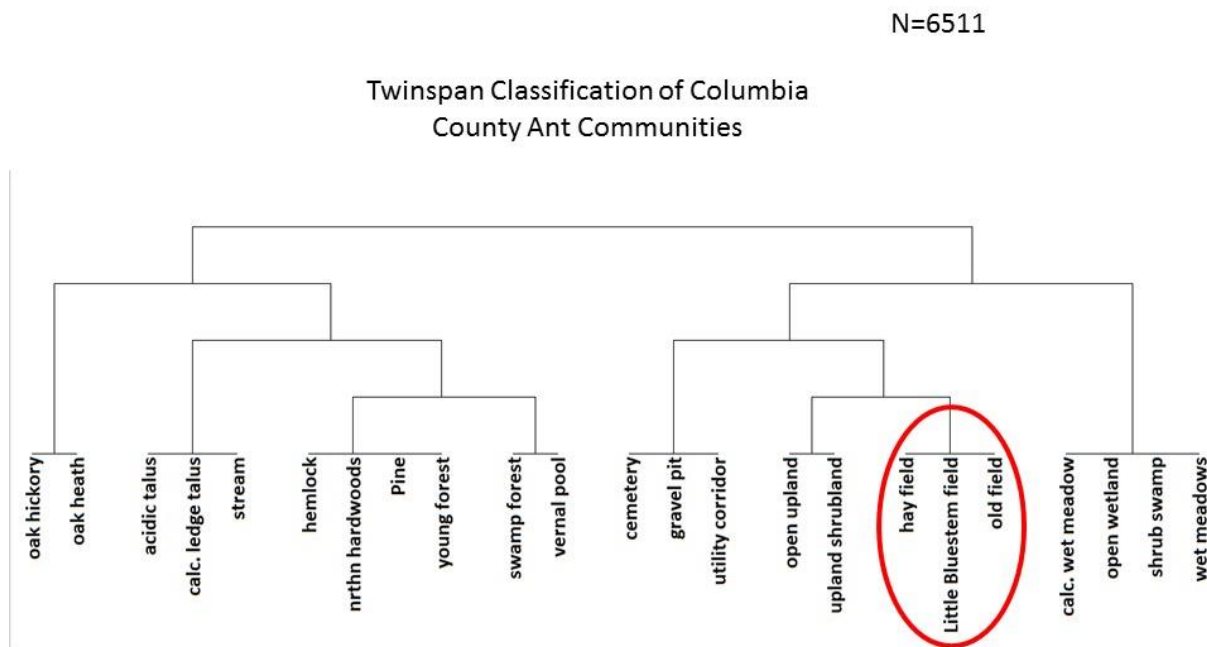 N=6511
Twinspan Classification of Columbia
County Ant Communities
oak hickory
oak heath
acidic talus
calc. ledge talus
stream
hemlock
nrthn hardwoods
Pine
young forest
swamp forest
vernal pool
cemetery
gravel pit
utility corridor
open upland
upland shrubland
hay field
Little Bluestem field
old field
calc. wet meadow
open wetland
shrub swamp
wet meadows